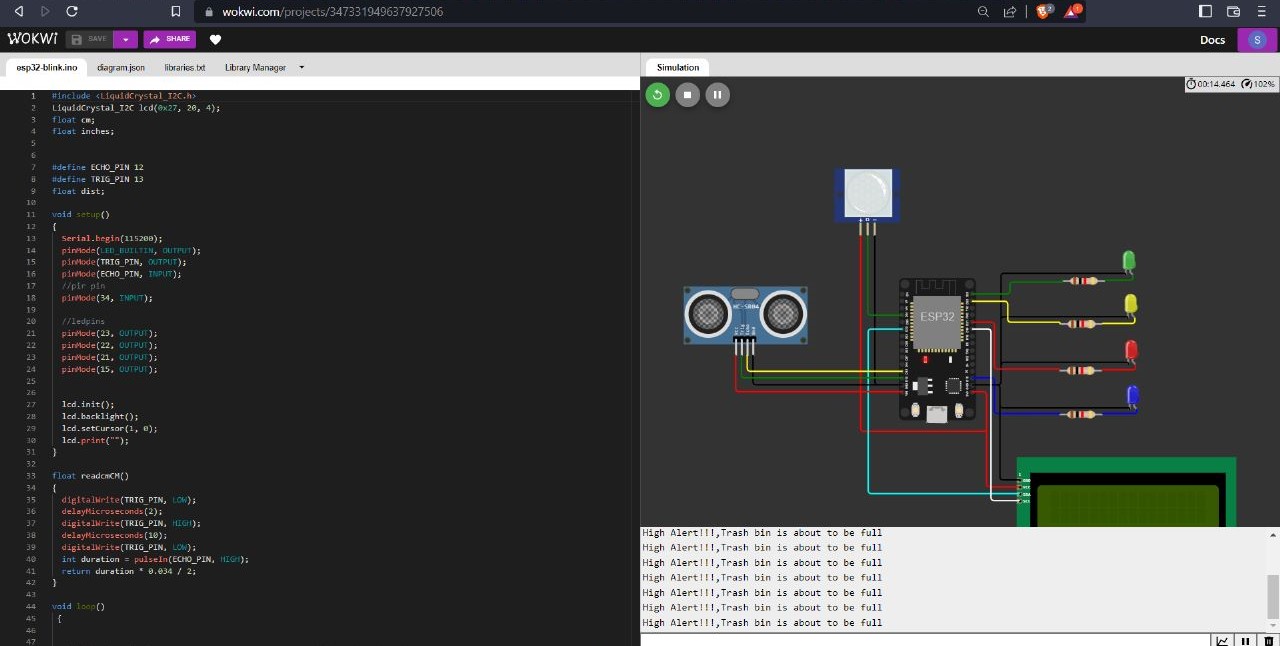 wokwi.com/projects/347331949637927506
2
1
WOKWI
SAVE
SHARE
Docs
S
esp32-blink.ino
diagram.json
libraries.txt
Library Manager
Simulation
00:14.464
102%
1 #include <LiquidCrystal_I2C.h>
2 LiquidCrystal_I2C lcd(0x27, 20, 4);
3 float cm;
4 float inches;
5
6
7 #define ECHO_PIN 12
8 #define TRIG_PIN 13
9 float dist;
10
11 void setup()
12 {
13 Serial.begin(115200);
14 pinMode(LED_BUILTIN, OUTPUT);
15 pinMode(TRIG_PIN, OUTPUT);
16 pinMode(ECHO_PIN, INPUT);
17 //pir pin
18 pinMode(34, INPUT);
19
20 //ledpins
21 pinMode(23, OUTPUT);
22 pinMode(22, OUTPUT);
23 pinMode(21, OUTPUT);
24 pinMode(15, OUTPUT);
25
26
27 lcd.init();
28 lcd.backlight();
29 lcd.setCursor(1, 0);
30 lcd.print("");
31 }
32
33 float readcmCM()
34 {
35 digitalWrite(TRIG_PIN, LOW);
36 delayMicroseconds(2);
37 digitalWrite(TRIG_PIN, HIGH);
38 delayMicroseconds(10);
39 digitalWrite(TRIG_PIN, LOW);
40 int duration = pulseIn(ECHO_PIN, HIGH);
41 return duration * 0.034 / 2;
42 }
43
44 void loop()
45 {
46
47
HC-SR04
ESP32
High Alert!!!,Trash bin is about to be full
High Alert!!!,Trash bin is about to be full
High Alert!!!,Trash bin is about to be full
High Alert!!!,Trash bin is about to be full
High Alert!!!,Trash bin is about to be full
High Alert!!!,Trash bin is about to be full
High Alert!!!,Trash bin is about to be full